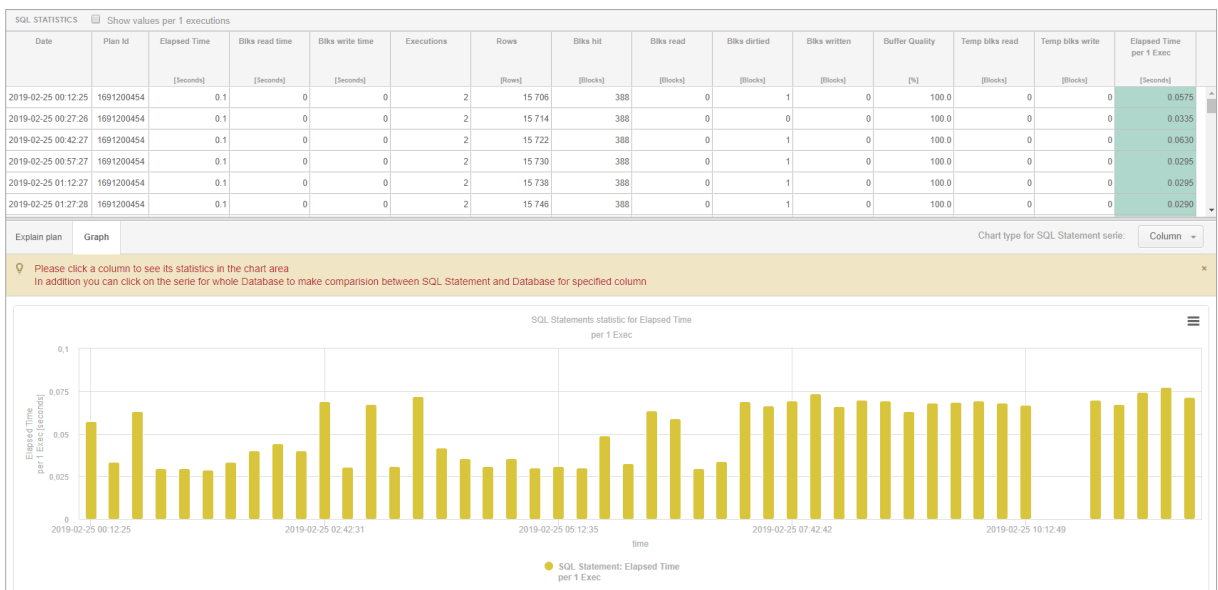 SQL STATISTICS Show values per 1 executions
Date Plan Id Elapsed Time Blks read time Blks write time Executions Rows Blks hit Blks read Blks dirtied Blks written Buffer Quality Temp blks read Temp blks write Elapsed Time
per 1 Exec
[Seconds] [Seconds] [Seconds] [Rows] [Blocks] [Blocks] [Blocks] [Blocks] [%] [Blocks] [Blocks] [Seconds]
2019-02-25 00:12:25 1691200454 0.1 0 0 2 15 706 388 0 1 0 100.0 0 0 0.0575
2019-02-25 00:27:26 1691200454 0.1 0 0 2 15 714 388 0 0 0 100.0 0 0 0.0335
2019-02-25 00:42:27 1691200454 0.1 0 0 2 15 722 388 0 1 0 100.0 0 0 0.0630
2019-02-25 00:57:27 1691200454 0.1 0 0 2 15 730 388 0 1 0 100.0 0 0 0.0295
2019-02-25 01:12:27 1691200454 0.1 0 0 2 15 738 388 0 1 0 100.0 0 0 0.0295
2019-02-25 01:27:28 1691200454 0.1 0 0 2 15 746 388 0 1 0 100.0 0 0 0.0290
Explain plan Graph Chart type for SQL Statement serie: Column
Please click a column to see its statistics in the chart area
In addition you can click on the serie for whole Database to make comparision between SQL Statement and Database for specified column
SQL Statements statistic for Elapsed Time
per 1 Exec
0,1
0,075
0,05
0,025
0
Elapsed Time
per 1 Exec [seconds]
2019-02-25 00:12:25 2019-02-25 02:42:31 2019-02-25 05:12:35 2019-02-25 07:42:42 2019-02-25 10:12:49
time
SQL Statement: Elapsed Time
per 1 Exec